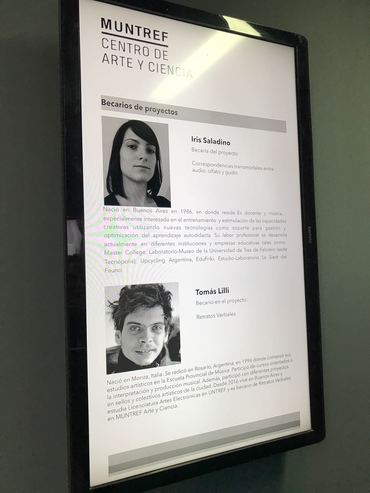 MUNTREF
CENTRO DE
ARTE Y CIENCIA
Becarios de proyectos
Iris Saladino
Becaria del proyecto:
Correspondencias transmodales entre
audio, olfato y gusto
Nació en Buenos Aires en 1986, en donde reside. Es docente y música,
especialmente interesada en el entrenamiento y estimulación de las capacidades
creativas utilizando nuevas tecnologías como soporte para gestión y
optimización del aprendizaje autodidacta. Su labor profesional se desarrolla
actualmente en diferentes instituciones y empresas educativas tales como:
Master College, Laboratorio-Museo de la Universidad de Tres de Febrero (sede
Tecnópolis), Upcycling Argentina, Edufriki, Estudio-Laboratorio La Siest del
Fauno.
Tomás Lilli
Becario en el proyecto:
Retratos Verbales
Nació en Monza, Italia. Se radicó en Rosario, Argentina, en 1996 donde comenzó sus
estudios artísticos en la Escuela Provincial de Música. Participó de cursos orientados a
la interpretación y producción musical. Además, participó con diferentes proyectos
en sellos y colectivos artísticos de la ciudad. Desde 2016 vive en Buenos Aires y
estudia Licenciatura Artes Electrónicas en UNTREF y es becario de Retratos Verbales
en MUNTREF Arte y Ciencia.